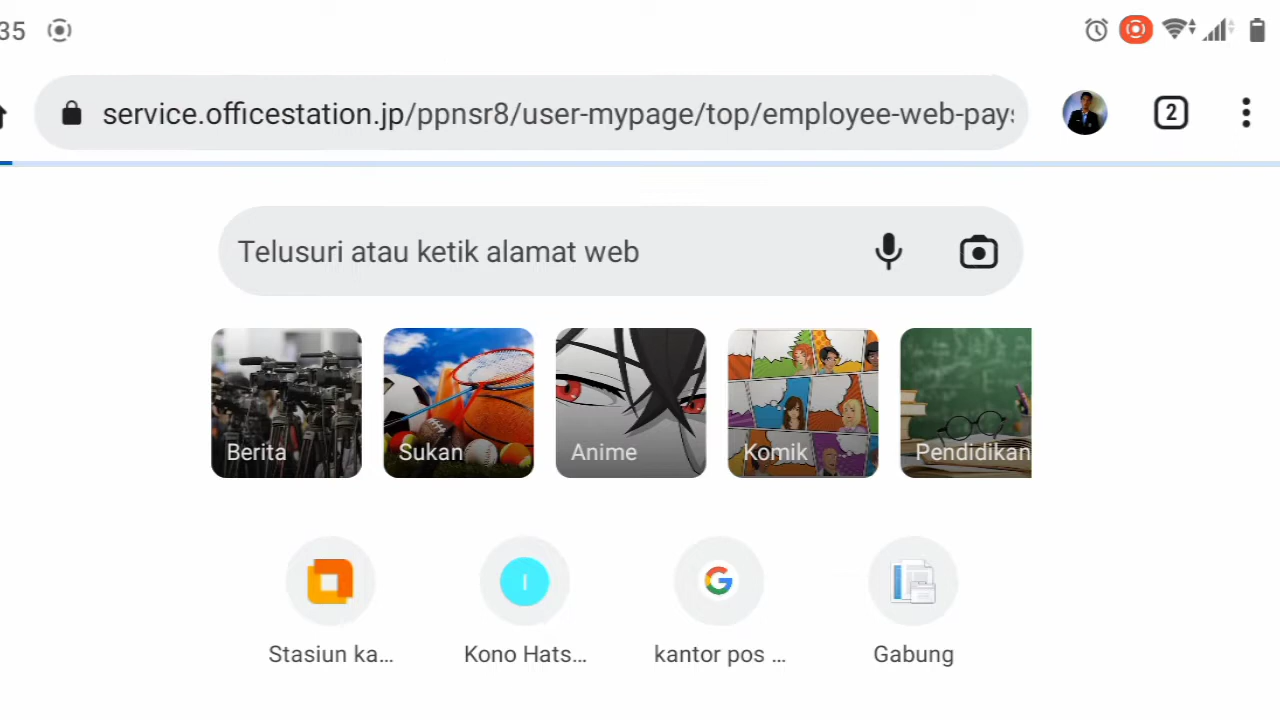 35
service.officestation.jp/ppnsr8/user-mypage/top/employee-web-pays
2
Telusuri atau ketik alamat web
Berita
Sukan
Anime
Komik
Pendidikan
Stasiun ka...
Kono Hats...
kantor pos ...
Gabung